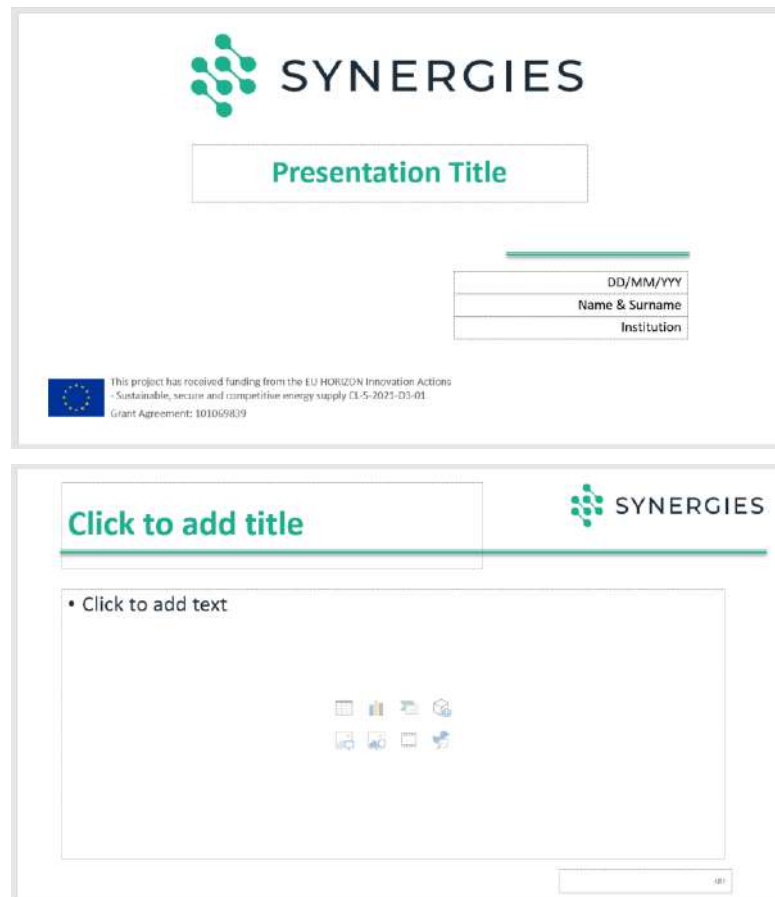 SYNERGIES
Presentation Title
DD/MM/YYY
Name & Surname
Institution
This project has received funding from the EU HORIZON Innovation Actions
- Sustainable, secure and competitive energy supply CL-5-2021-D3-01
Grant Agreement: 101069839
Click to add title
SYNERGIES
• Click to add text